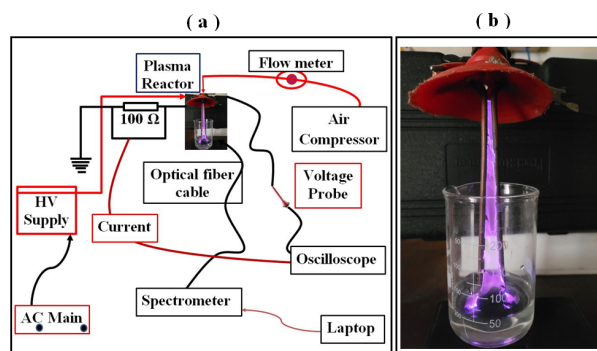 ( a )
( b )
Plasma
Reactor
Flow meter
100 Ω
Air
Compressor
Optical fiber
cable
Voltage
Probe
HV
Supply
Current
Oscilloscope
Spectrometer
AC Main
Laptop
100
50